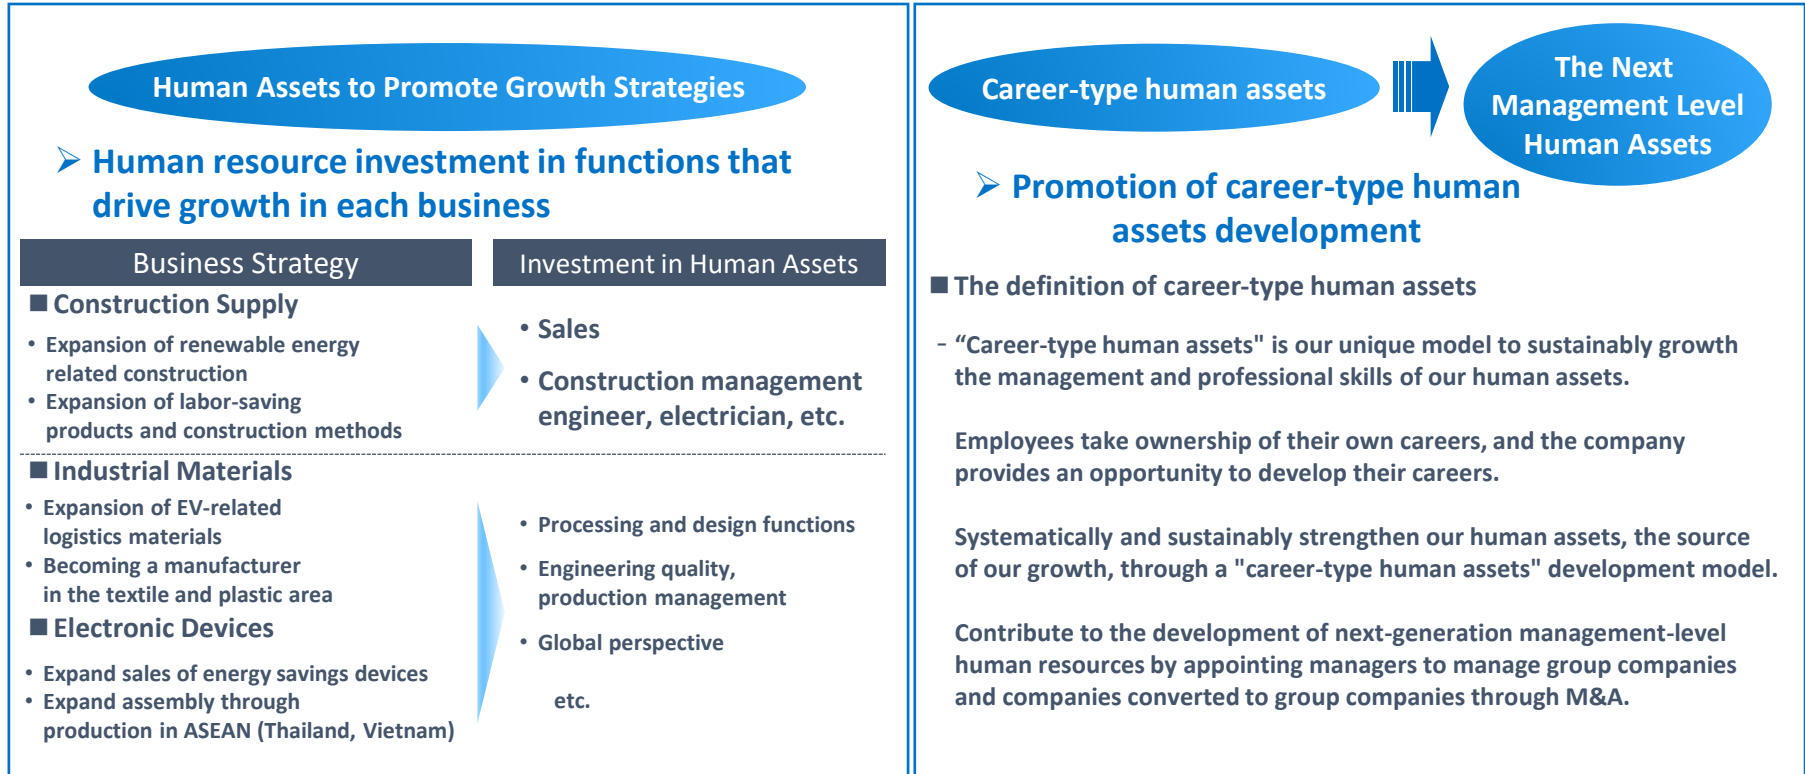 Human Assets to Promote Growth Strategies
➢ Human resource investment in functions that
drive growth in each business
Business Strategy
Investment in Human Assets
■ Construction Supply
• Expansion of renewable energy
related construction
• Expansion of labor-saving
products and construction methods
• Sales
• Construction management
engineer, electrician, etc.
■ Industrial Materials
• Expansion of EV-related
logistics materials
• Becoming a manufacturer
in the textile and plastic area
■ Electronic Devices
• Expand sales of energy savings devices
• Expand assembly through
production in ASEAN (Thailand, Vietnam)
• Processing and design functions
• Engineering quality,
production management
• Global perspective
etc.
Career-type human assets
The Next
Management Level
Human Assets
➢ Promotion of career-type human
assets development
■ The definition of career-type human assets
- “Career-type human assets" is our unique model to sustainably growth
the management and professional skills of our human assets.
Employees take ownership of their own careers, and the company
provides an opportunity to develop their careers.
Systematically and sustainably strengthen our human assets, the source
of our growth, through a "career-type human assets" development model.
Contribute to the development of next-generation management-level
human resources by appointing managers to manage group companies
and companies converted to group companies through M&A.